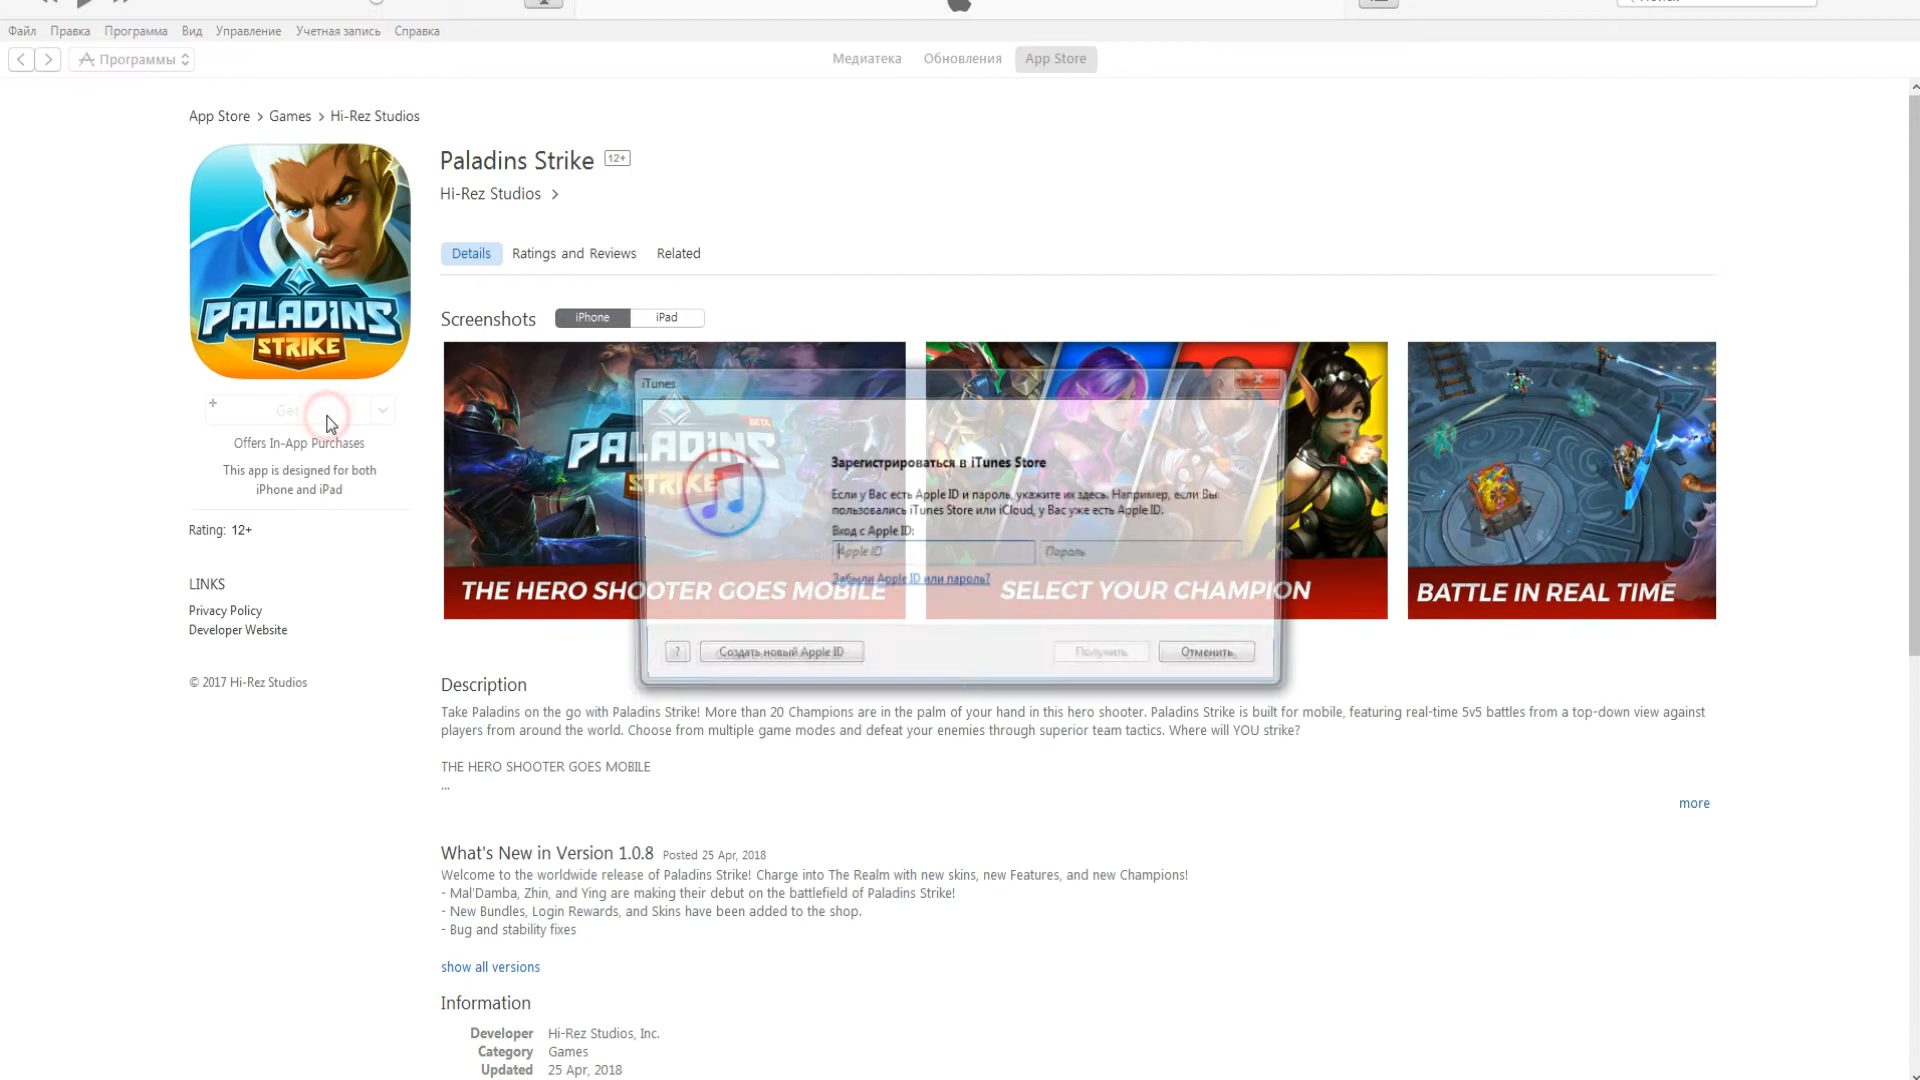 Файл Правка Программа Вид Управление Учетная запись Справка
Программы Медиатека Обновления App Store
App Store > Games > Hi-Rez Studios
Paladins Strike 12+
Hi-Rez Studios >
Details Ratings and Reviews Related
Screenshots iPhone iPad
PALADINS
STRIKE
+ Get
Offers In-App Purchases
This app is designed for both
iPhone and iPad
Rating: 12+
LINKS
Privacy Policy
Developer Website
© 2017 Hi-Rez Studios
BETA
PALADINS
STRIKE
THE HERO SHOOTER GOES MOBILE
SELECT YOUR CHAMPION
BATTLE IN REAL TIME
iTunes
Зарегистрироваться в iTunes Store
Если у Вас есть Apple ID и пароль, укажите их здесь. Например, если Вы
пользовались iTunes Store или iCloud, у Вас уже есть Apple ID.
Вход с Apple ID:
Apple ID Пароль
Забыли Apple ID или пароль?
? Создать новый Apple ID Получить Отменить
Description
Take Paladins on the go with Paladins Strike! More than 20 Champions are in the palm of your hand in this hero shooter. Paladins Strike is built for mobile, featuring real-time 5v5 battles from a top-down view against
players from around the world. Choose from multiple game modes and defeat your enemies through superior team tactics. Where will YOU strike?
THE HERO SHOOTER GOES MOBILE
...
more
What's New in Version 1.0.8 Posted 25 Apr, 2018
Welcome to the worldwide release of Paladins Strike! Charge into The Realm with new skins, new Features, and new Champions!
- Mal'Damba, Zhin, and Ying are making their debut on the battlefield of Paladins Strike!
- New Bundles, Login Rewards, and Skins have been added to the shop.
- Bug and stability fixes
show all versions
Information
Developer Hi-Rez Studios, Inc.
Category Games
Updated 25 Apr, 2018